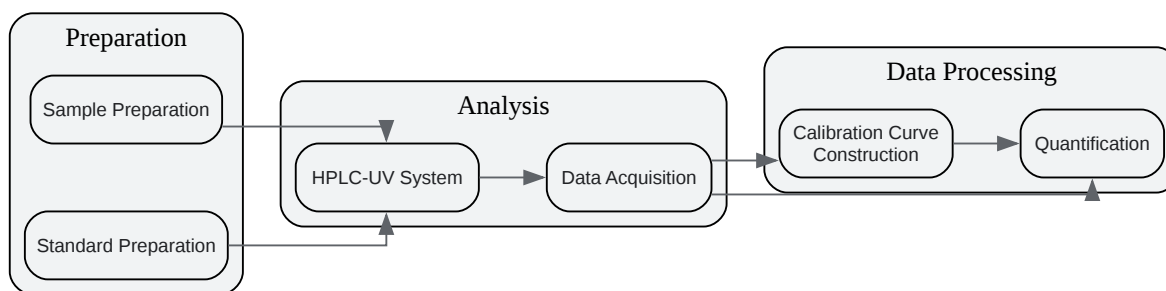 Preparation
Sample Preparation
Standard Preparation
Analysis
HPLC-UV System
Data Acquisition
Data Processing
Calibration Curve
Construction
Quantification